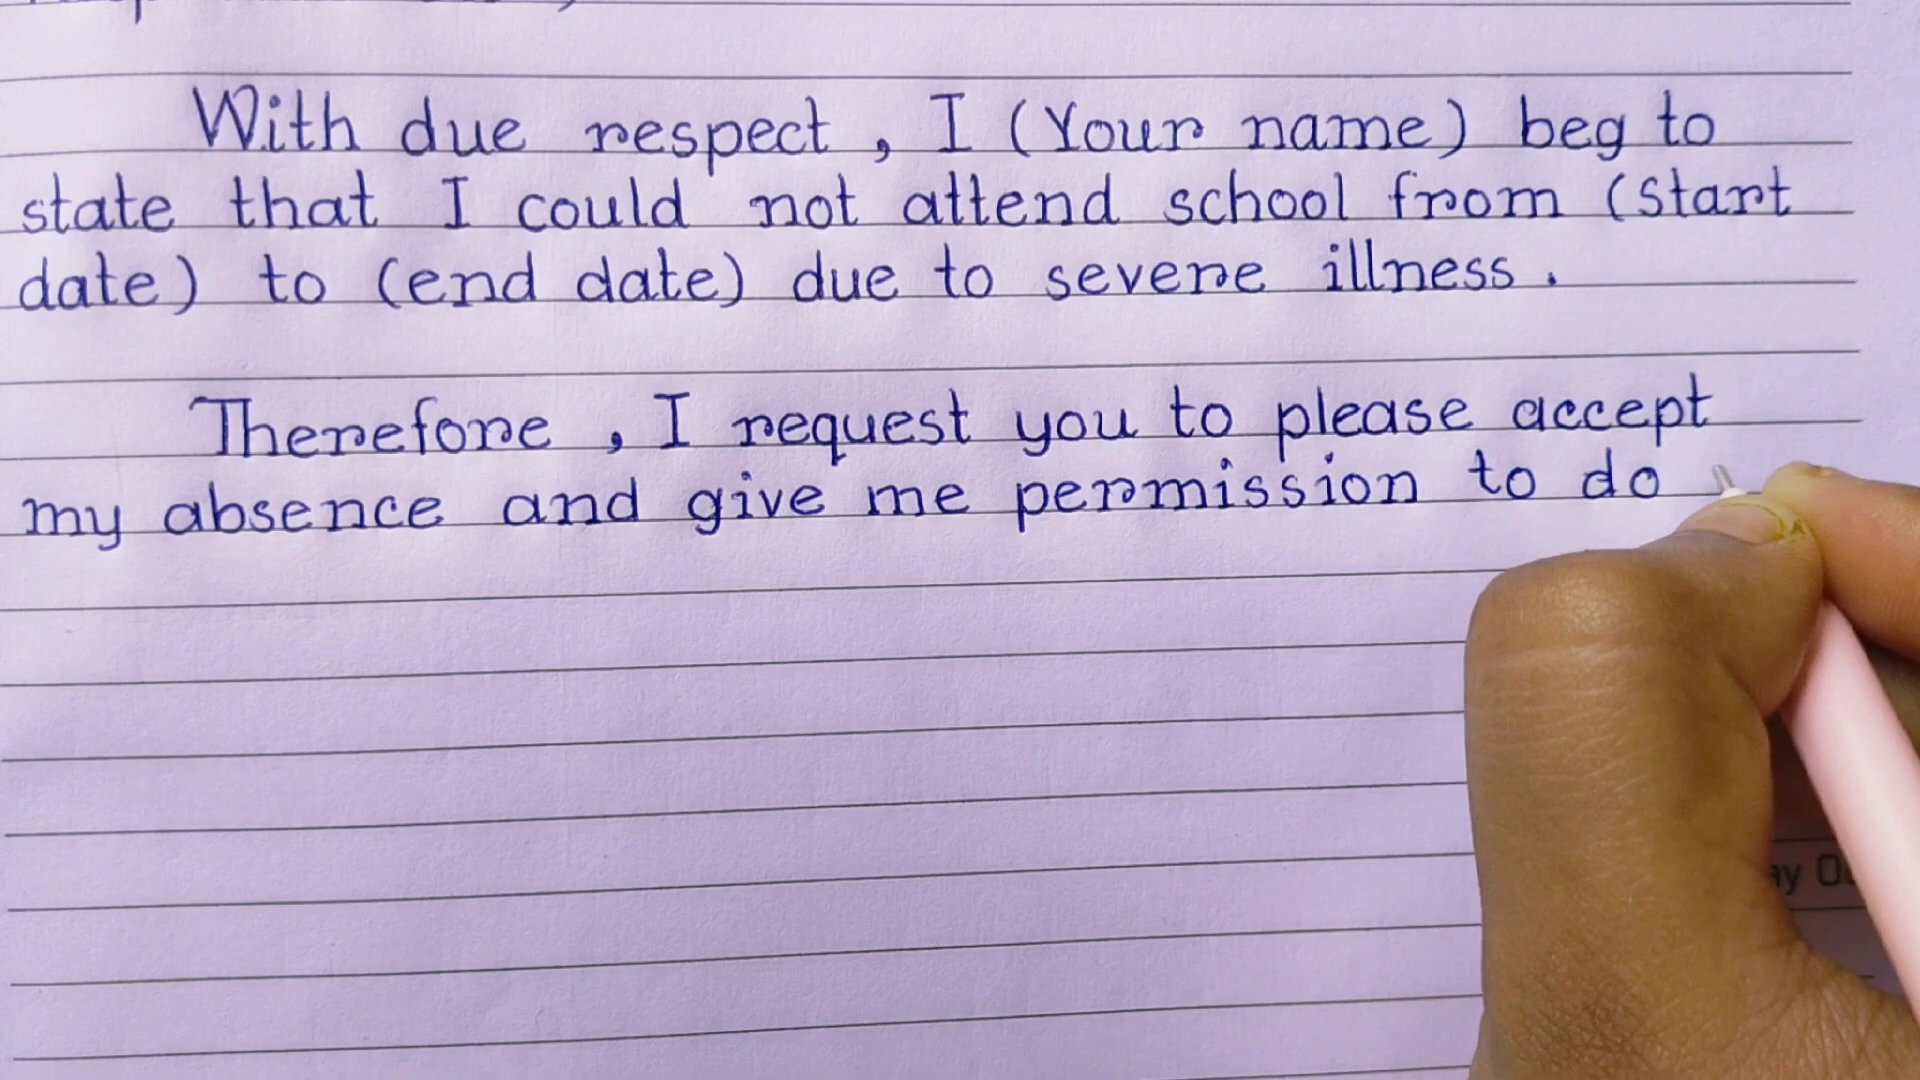 With due respect, I (Your name) beg to
state that I could not attend school from (start
date) to (end date) due to severe illness.
Therefore, I request you to please accept
my absence and give me permission to do